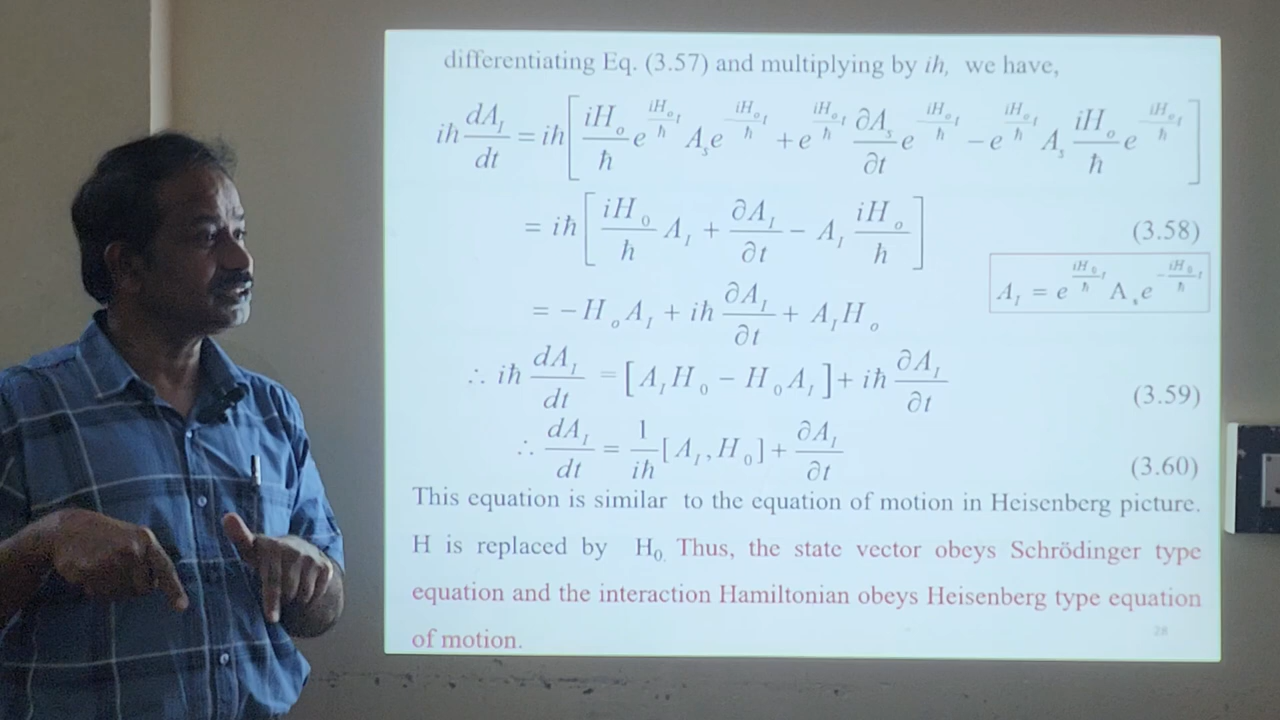 differentiating Eq. (3.57) and multiplying by iħ, we have,
iħ dA_I/dt = iħ[ iH_o/ħ e^{iH_o t/ħ} A_s e^{iH_o t/ħ} + e^{iH_o t/ħ} ∂A_s/∂t e^{iH_o t/ħ} − e^{iH_o t/ħ} A_s iH_o/ħ e^{iH_o t/ħ} ]
= iħ[ iH_0/ħ A_I + ∂A_I/∂t − A_I iH_o/ħ ] (3.58)
A_I = e^{iH_0 t/ħ} A_s e^{−iH_0 t/ħ}
= −H_o A_I + iħ ∂A_I/∂t + A_I H_o
∴ iħ dA_I/dt = [A_I H_0 − H_0 A_I] + iħ ∂A_I/∂t (3.59)
∴ dA_I/dt = 1/iħ [A_I, H_0] + ∂A_I/∂t (3.60)
This equation is similar to the equation of motion in Heisenberg picture.
H is replaced by H_0. Thus, the state vector obeys Schrödinger type
equation and the interaction Hamiltonian obeys Heisenberg type equation
of motion.
28